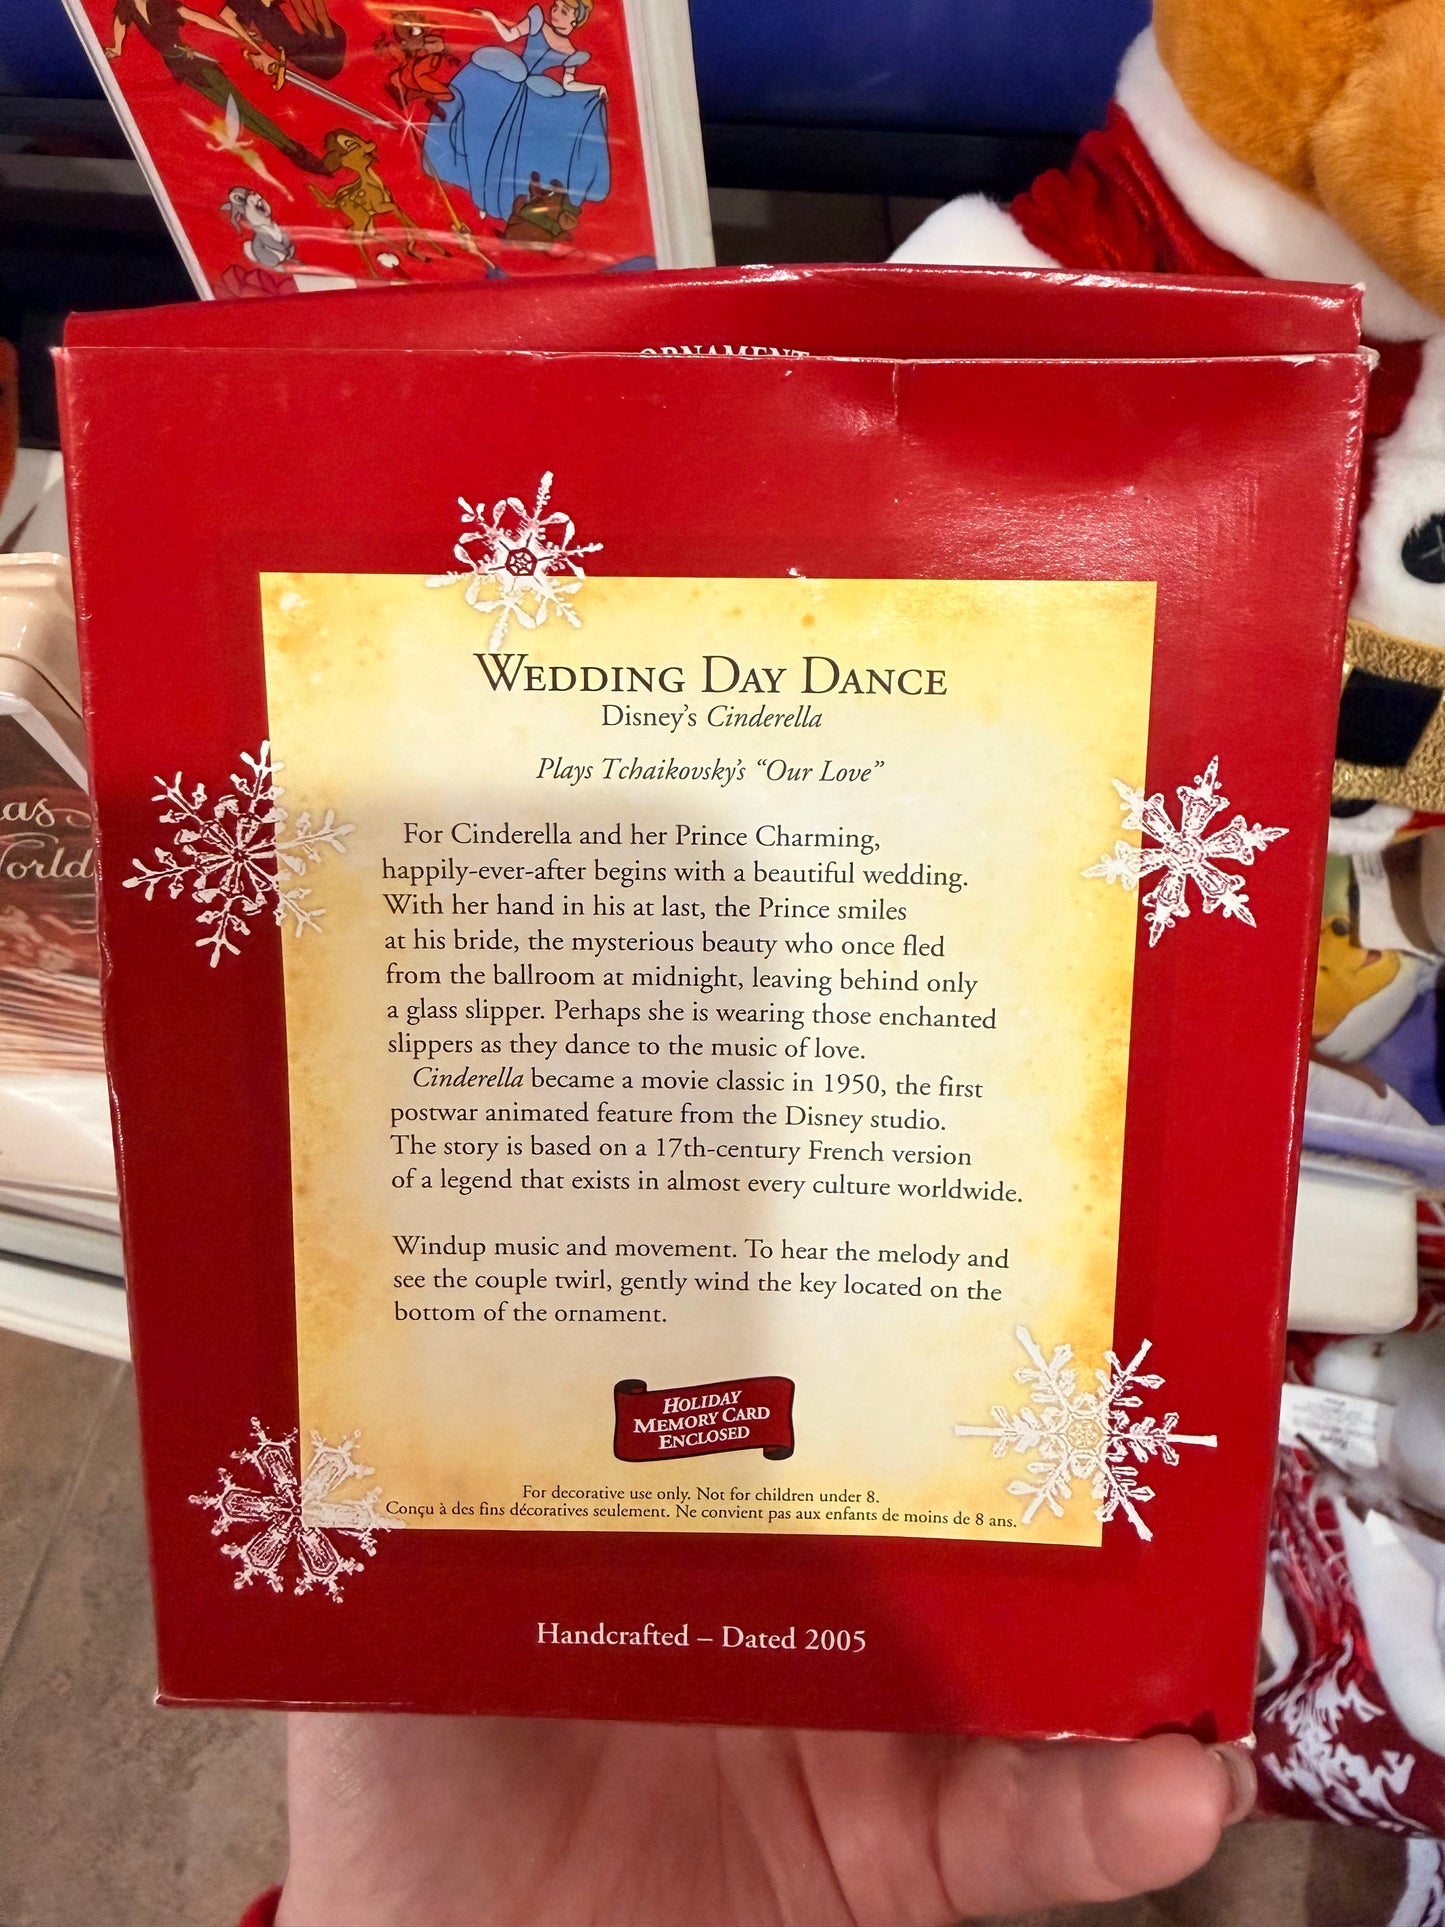 ORNAMENT
WEDDING DAY DANCE
Disney's Cinderella
Plays Tchaikovsky's “Our Love”
For Cinderella and her Prince Charming,
happily-ever-after begins with a beautiful wedding.
With her hand in his at last, the Prince smiles
at his bride, the mysterious beauty who once fled
from the ballroom at midnight, leaving behind only
a glass slipper. Perhaps she is wearing those enchanted
slippers as they dance to the music of love.
Cinderella became a movie classic in 1950, the first
postwar animated feature from the Disney studio.
The story is based on a 17th-century French version
of a legend that exists in almost every culture worldwide.
Windup music and movement. To hear the melody and
see the couple twirl, gently wind the key located on the
bottom of the ornament.
HOLIDAY
MEMORY CARD
ENCLOSED
For decorative use only. Not for children under 8.
Conçu à des fins décoratives seulement. Ne convient pas aux enfants de moins de 8 ans.
Handcrafted – Dated 2005